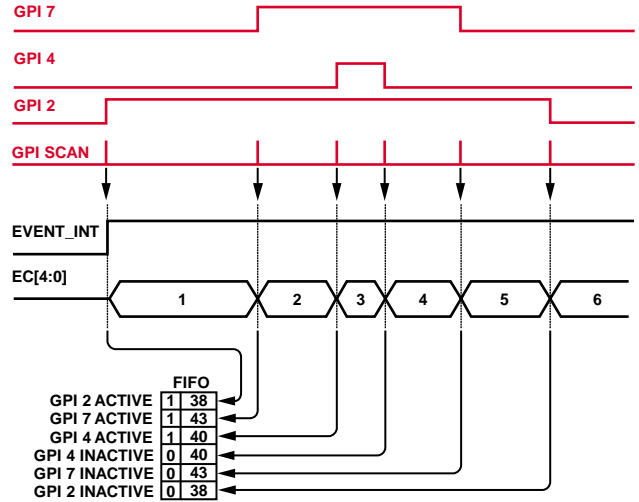 GPI 7
GPI 4
GPI 2
GPI SCAN
EVENT_INT
EC[4:0]
1 2 3 4 5 6
FIFO
GPI 2 ACTIVE 1 38
GPI 7 ACTIVE 1 43
GPI 4 ACTIVE 1 40
GPI 4 INACTIVE 0 40
GPI 7 INACTIVE 0 43
GPI 2 INACTIVE 0 38